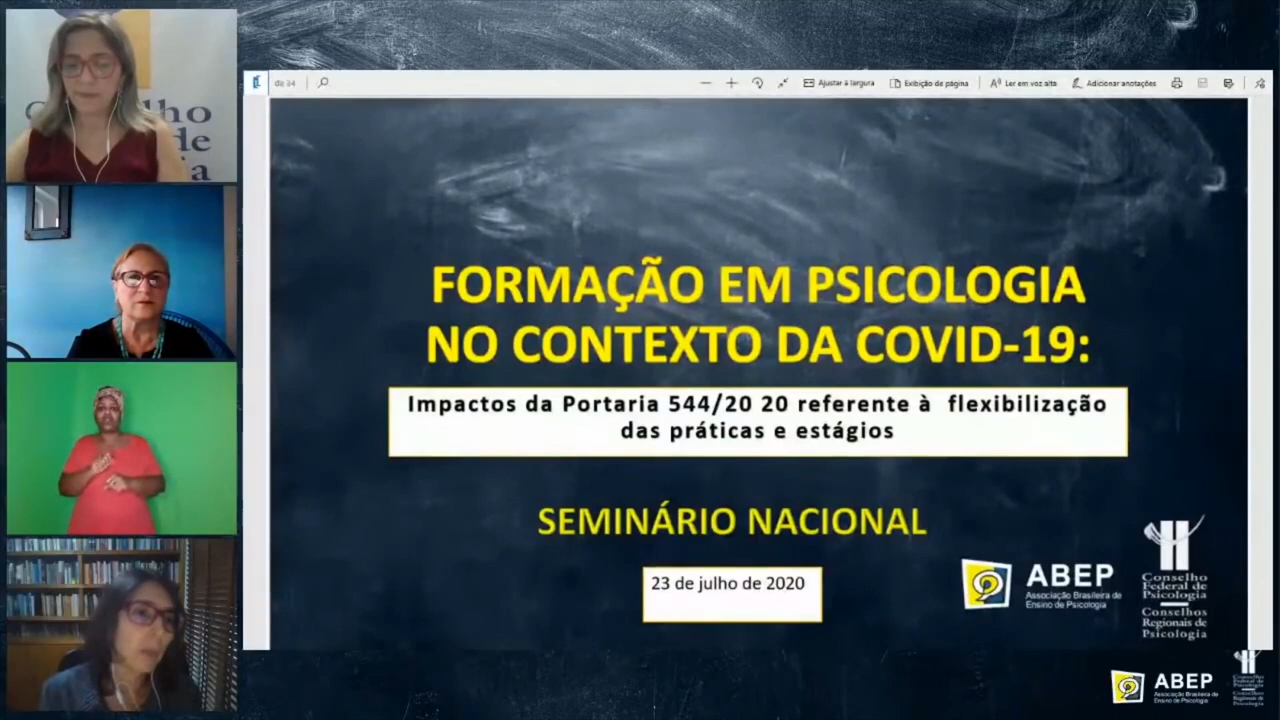 ho
de
a
de 34
Ajustar à largura
Exibição de página
Ler em voz alta
Adicionar anotações
FORMAÇÃO EM PSICOLOGIA
NO CONTEXTO DA COVID-19:
Impactos da Portaria 544/20 20 referente à flexibilização
das práticas e estágios
SEMINÁRIO NACIONAL
23 de julho de 2020
ABEP
Associação Brasileira de
Ensino de Psicologia
Conselho
Federal de
Psicologia
Conselhos
Regionais de
Psicologia
ABEP
Associação Brasileira de
Ensino de Psicologia